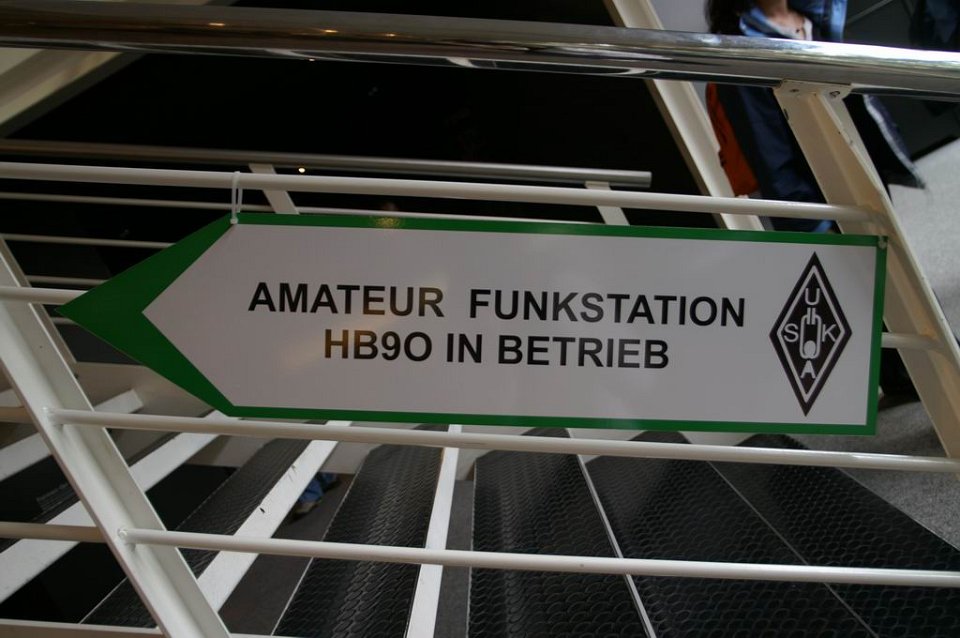 AMATEUR FUNKSTATION
HB9O IN BETRIEB
U
S K
A